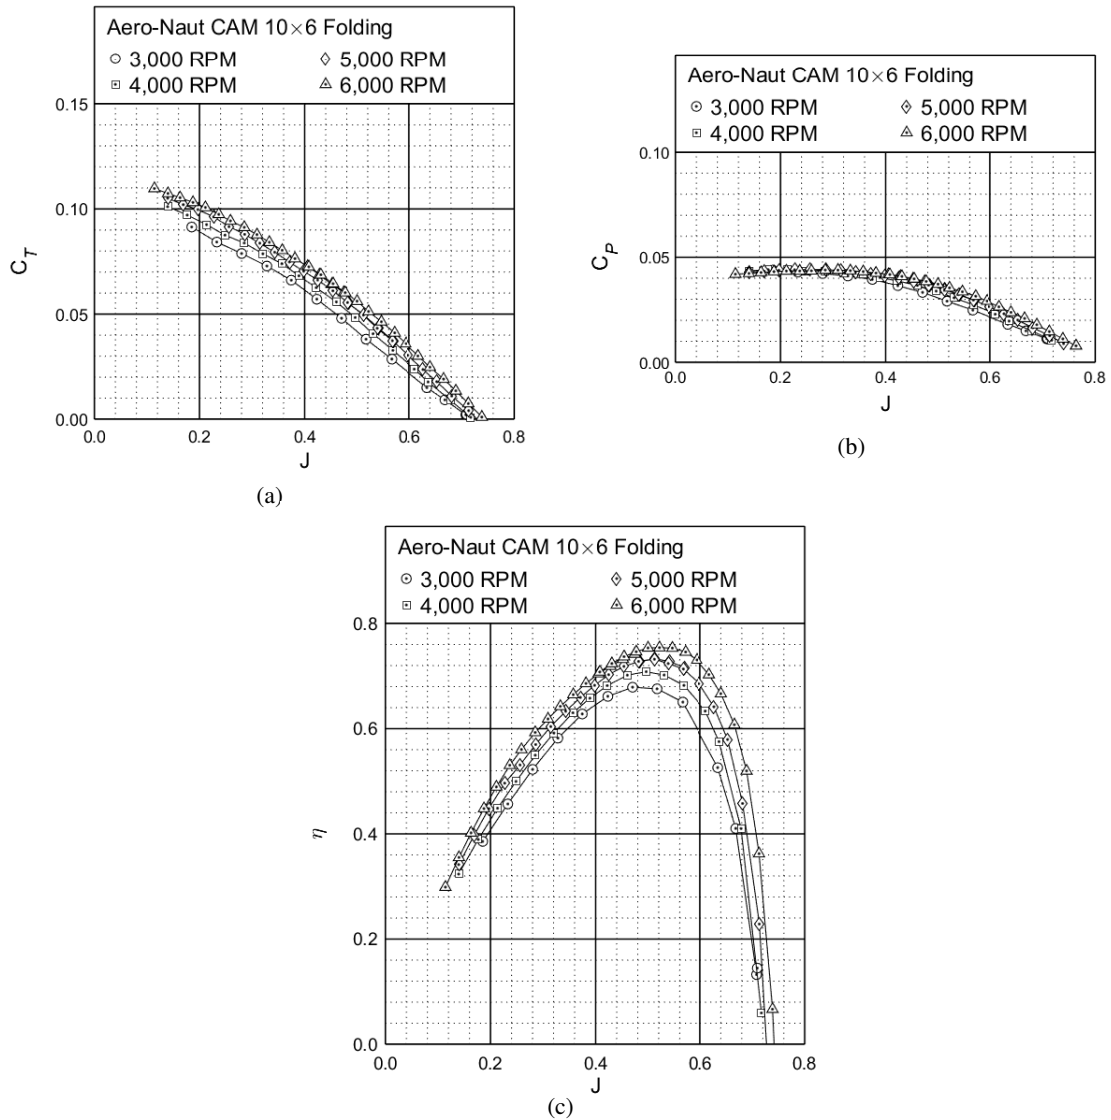 Aero-Naut CAM 10×6 Folding
3,000 RPM
5,000 RPM
4,000 RPM
6,000 RPM
0.15
0.10
0.05
0.00
C_T
0.0
0.2
0.4
0.6
0.8
J
(a)
Aero-Naut CAM 10×6 Folding
3,000 RPM
5,000 RPM
4,000 RPM
6,000 RPM
0.10
0.05
0.00
C_P
0.0
0.2
0.4
0.6
0.8
J
(b)
Aero-Naut CAM 10×6 Folding
3,000 RPM
5,000 RPM
4,000 RPM
6,000 RPM
0.8
0.6
0.4
0.2
0.0
η
0.0
0.2
0.4
0.6
0.8
J
(c)